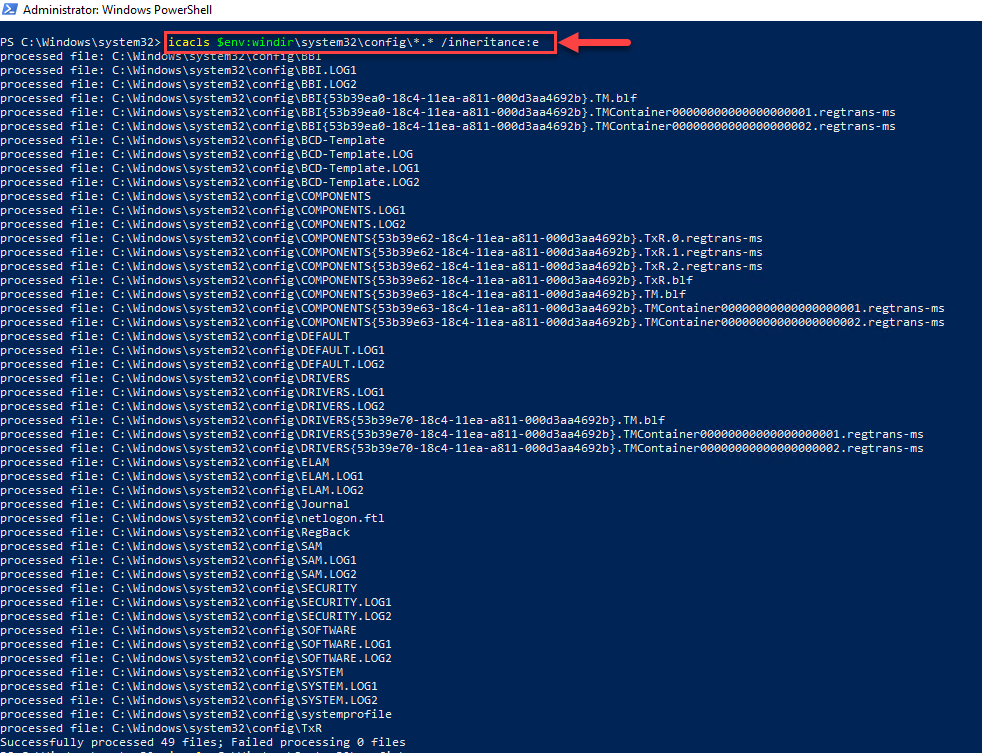 Administrator: Windows PowerShell
PS C:\Windows\system32> icacls $env:windir\system32\config\*.* /inheritance:e
processed file: C:\Windows\system32\config\BBI
processed file: C:\Windows\system32\config\BBI.LOG1
processed file: C:\Windows\system32\config\BBI.LOG2
processed file: C:\Windows\system32\config\BBI{53b39ea0-18c4-11ea-a811-000d3aa4692b}.TM.blf
processed file: C:\Windows\system32\config\BBI{53b39ea0-18c4-11ea-a811-000d3aa4692b}.TMContainer00000000000000000001.regtrans-ms
processed file: C:\Windows\system32\config\BBI{53b39ea0-18c4-11ea-a811-000d3aa4692b}.TMContainer00000000000000000002.regtrans-ms
processed file: C:\Windows\system32\config\BCD-Template
processed file: C:\Windows\system32\config\BCD-Template.LOG
processed file: C:\Windows\system32\config\BCD-Template.LOG1
processed file: C:\Windows\system32\config\BCD-Template.LOG2
processed file: C:\Windows\system32\config\COMPONENTS
processed file: C:\Windows\system32\config\COMPONENTS.LOG1
processed file: C:\Windows\system32\config\COMPONENTS.LOG2
processed file: C:\Windows\system32\config\COMPONENTS{53b39e62-18c4-11ea-a811-000d3aa4692b}.TxR.0.regtrans-ms
processed file: C:\Windows\system32\config\COMPONENTS{53b39e62-18c4-11ea-a811-000d3aa4692b}.TxR.1.regtrans-ms
processed file: C:\Windows\system32\config\COMPONENTS{53b39e62-18c4-11ea-a811-000d3aa4692b}.TxR.2.regtrans-ms
processed file: C:\Windows\system32\config\COMPONENTS{53b39e62-18c4-11ea-a811-000d3aa4692b}.TxR.blf
processed file: C:\Windows\system32\config\COMPONENTS{53b39e63-18c4-11ea-a811-000d3aa4692b}.TM.blf
processed file: C:\Windows\system32\config\COMPONENTS{53b39e63-18c4-11ea-a811-000d3aa4692b}.TMContainer00000000000000000001.regtrans-ms
processed file: C:\Windows\system32\config\COMPONENTS{53b39e63-18c4-11ea-a811-000d3aa4692b}.TMContainer00000000000000000002.regtrans-ms
processed file: C:\Windows\system32\config\DEFAULT
processed file: C:\Windows\system32\config\DEFAULT.LOG1
processed file: C:\Windows\system32\config\DEFAULT.LOG2
processed file: C:\Windows\system32\config\DRIVERS
processed file: C:\Windows\system32\config\DRIVERS.LOG1
processed file: C:\Windows\system32\config\DRIVERS.LOG2
processed file: C:\Windows\system32\config\DRIVERS{53b39e70-18c4-11ea-a811-000d3aa4692b}.TM.blf
processed file: C:\Windows\system32\config\DRIVERS{53b39e70-18c4-11ea-a811-000d3aa4692b}.TMContainer00000000000000000001.regtrans-ms
processed file: C:\Windows\system32\config\DRIVERS{53b39e70-18c4-11ea-a811-000d3aa4692b}.TMContainer00000000000000000002.regtrans-ms
processed file: C:\Windows\system32\config\ELAM
processed file: C:\Windows\system32\config\ELAM.LOG1
processed file: C:\Windows\system32\config\ELAM.LOG2
processed file: C:\Windows\system32\config\Journal
processed file: C:\Windows\system32\config\netlogon.ftl
processed file: C:\Windows\system32\config\RegBack
processed file: C:\Windows\system32\config\SAM
processed file: C:\Windows\system32\config\SAM.LOG1
processed file: C:\Windows\system32\config\SAM.LOG2
processed file: C:\Windows\system32\config\SECURITY
processed file: C:\Windows\system32\config\SECURITY.LOG1
processed file: C:\Windows\system32\config\SECURITY.LOG2
processed file: C:\Windows\system32\config\SOFTWARE
processed file: C:\Windows\system32\config\SOFTWARE.LOG1
processed file: C:\Windows\system32\config\SOFTWARE.LOG2
processed file: C:\Windows\system32\config\SYSTEM
processed file: C:\Windows\system32\config\SYSTEM.LOG1
processed file: C:\Windows\system32\config\SYSTEM.LOG2
processed file: C:\Windows\system32\config\systemprofile
processed file: C:\Windows\system32\config\TxR
Successfully processed 49 files; Failed processing 0 files